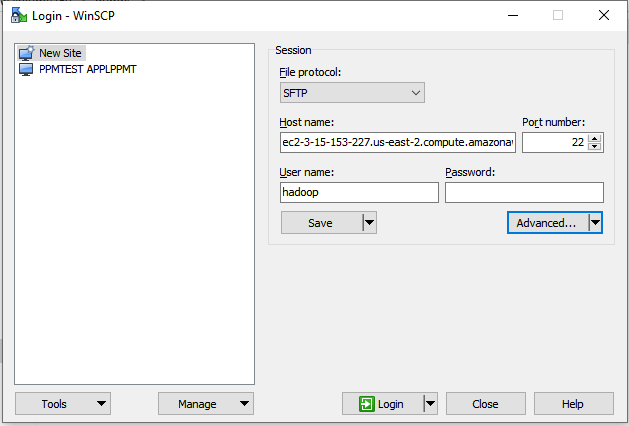 Login - WinSCP
New Site
PPMTEST APPLPPMT
Session
File protocol:
SFTP
Host name:
Port number:
ec2-3-15-153-227.us-east-2.compute.amazonaw
22
User name:
Password:
hadoop
Save
Advanced...
Tools
Manage
Login
Close
Help